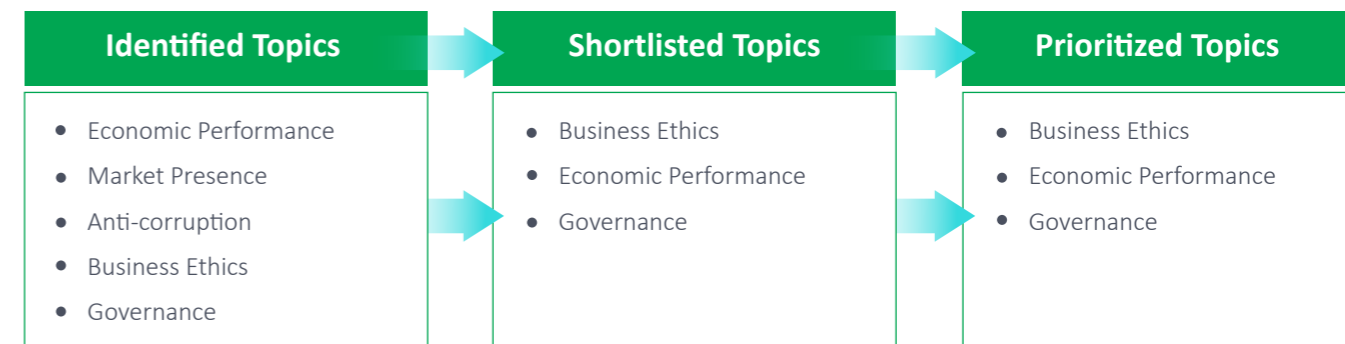 Identified Topics
Shortlisted Topics
Prioritized Topics
Economic Performance
Market Presence
Anti-corruption
Business Ethics
Governance
Business Ethics
Economic Performance
Governance
Business Ethics
Economic Performance
Governance